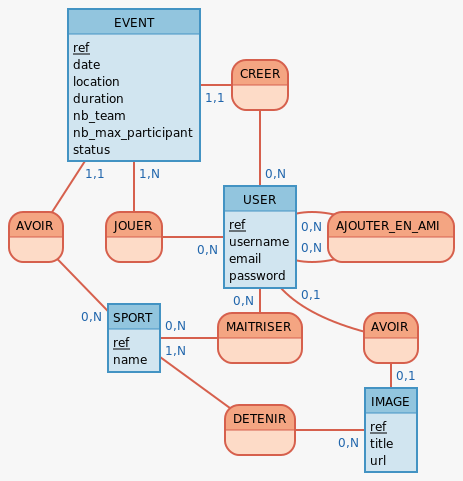 EVENT
ref
date
location
duration
nb_team
nb_max_participant
status
CREER
1,1
1,1
1,N
0,N
AVOIR
JOUER
0,N
USER
ref
username
email
password
0,N
0,N
AJOUTER_EN_AMI
0,N
0,1
0,N
SPORT
ref
name
0,N
1,N
MAITRISER
AVOIR
0,1
DETENIR
0,N
IMAGE
ref
title
url